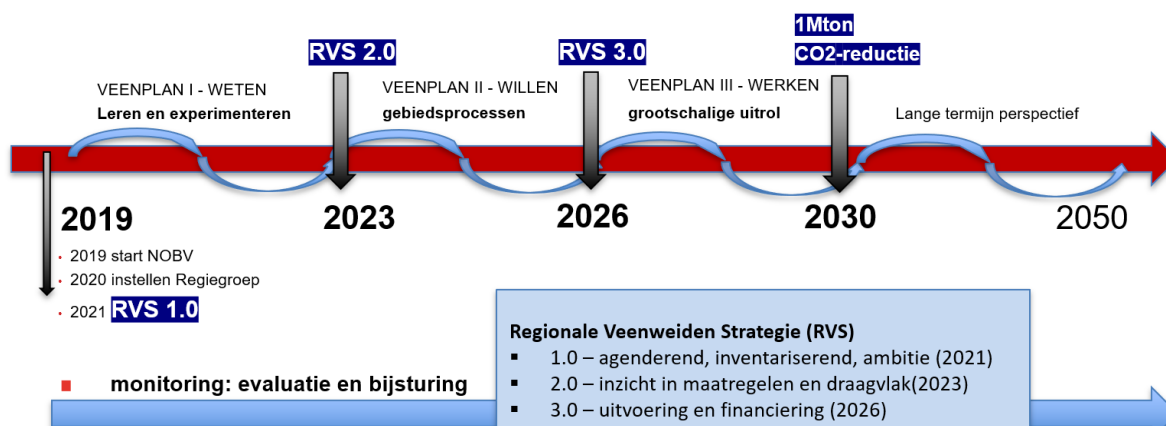 1Mton
CO2-reductie
RVS 2.0
RVS 3.0
VEENPLAN I - WETEN
Leren en experimenteren
VEENPLAN II - WILLEN
gebiedsprocessen
VEENPLAN III - WERKEN
grootschalige uitrol
Lange termijn perspectief
2019
2023
2026
2030
2050
• 2019 start NOBV
• 2020 instellen Regiegroep
• 2021 RVS 1.0
▪ monitoring: evaluatie en bijsturing
Regionale Veenweiden Strategie (RVS)
▪ 1.0 – agenderend, inventariserend, ambitie (2021)
▪ 2.0 – inzicht in maatregelen en draagvlak(2023)
▪ 3.0 – uitvoering en financiering (2026)